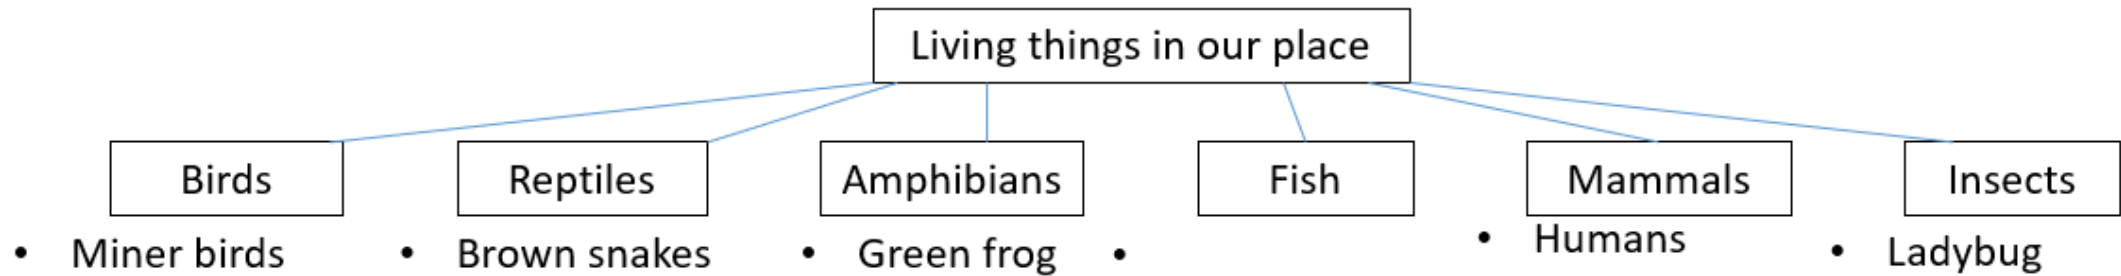 Living things in our place
Birds
Reptiles
Amphibians
Fish
Mammals
Insects
• Miner birds
• Brown snakes
• Green frog
•
• Humans
• Ladybug